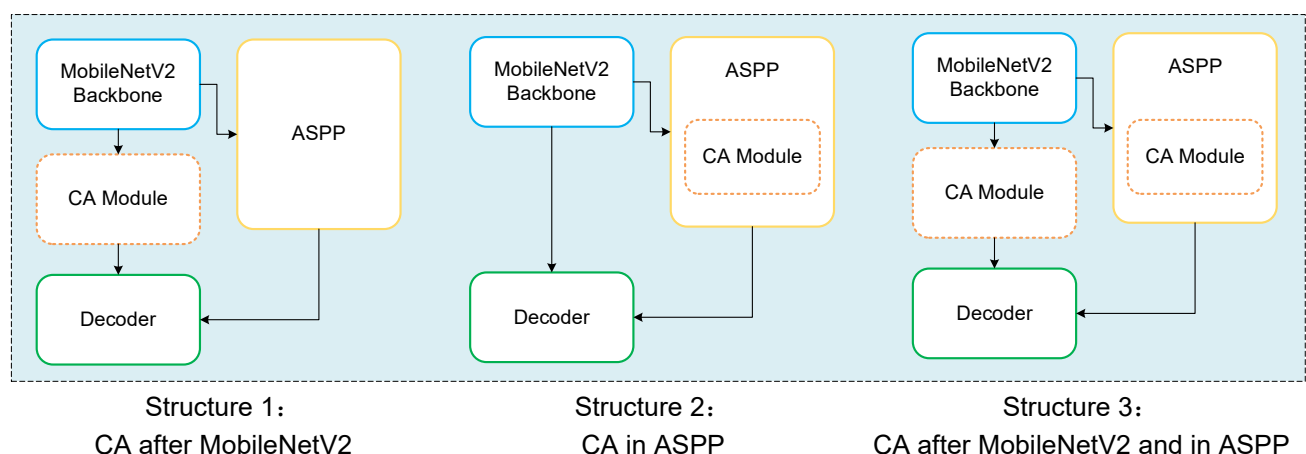 MobileNetV2
Backbone
ASPP
CA Module
Decoder
Structure 1：
CA after MobileNetV2
MobileNetV2
Backbone
ASPP
CA Module
Decoder
Structure 2：
CA in ASPP
MobileNetV2
Backbone
ASPP
CA Module
CA Module
Decoder
Structure 3：
CA after MobileNetV2 and in ASPP